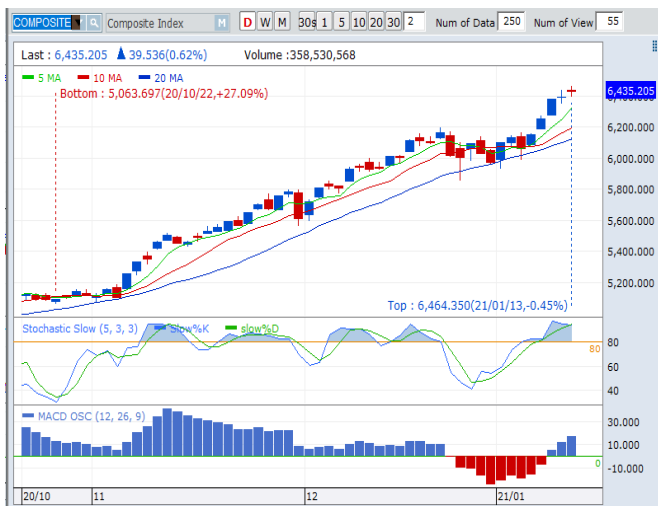 COMPOSITE Composite Index M D W M 30s 1 5 10 20 30 2 Num of Data 250 Num of View 55
Last : 6,435.205 ▲ 39.536(0.62%) Volume :358,530,568
5 MA 10 MA 20 MA
Bottom : 5,063.697(20/10/22,+27.09%)
6,435.205
6,200.000
6,000.000
5,800.000
5,600.000
5,400.000
5,200.000
Top : 6,464.350(21/01/13,-0.45%)
Stochastic Slow (5, 3, 3) Slow%K slow%D
80
80
60
40
MACD OSC (12, 26, 9)
30.000
10.000
0
-10.000
20/10 11 12 21/01